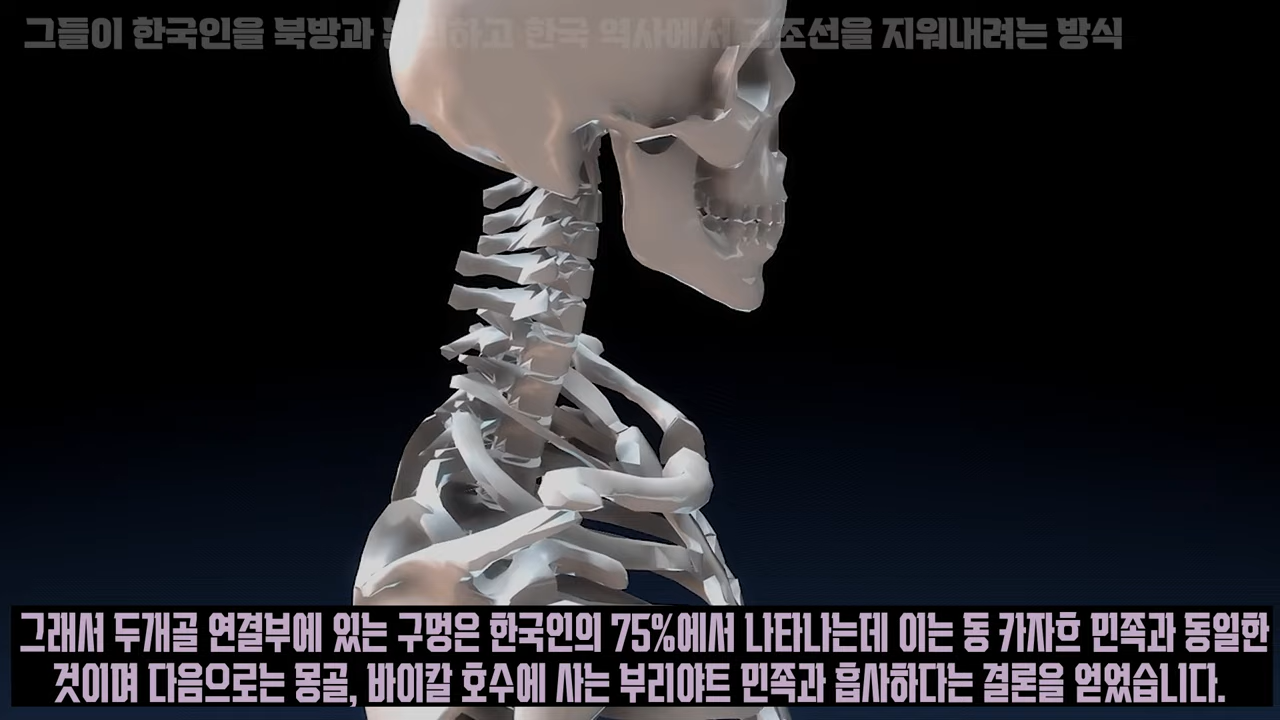 그들이 한국인을 북방과 분리하고 한국 역사에서 고조선을 지워내려는 방식
그래서 두개골 연결부에 있는 구멍은 한국인의 75%에서 나타나는데 이는 동 카자흐 민족과 동일한
것이며 다음으로는 몽골, 바이칼 호수에 사는 부리야트 민족과 흡사하다는 결론을 얻었습니다.